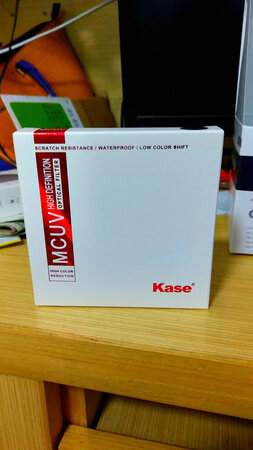 SCRATCH RESISTANCE / WATERPROOF / LOW COLOR SHIFT
MCUV
HIGH DEFINITION
OPTICAL FILTER
HIGH COLOR
REDUCTION
Kase®